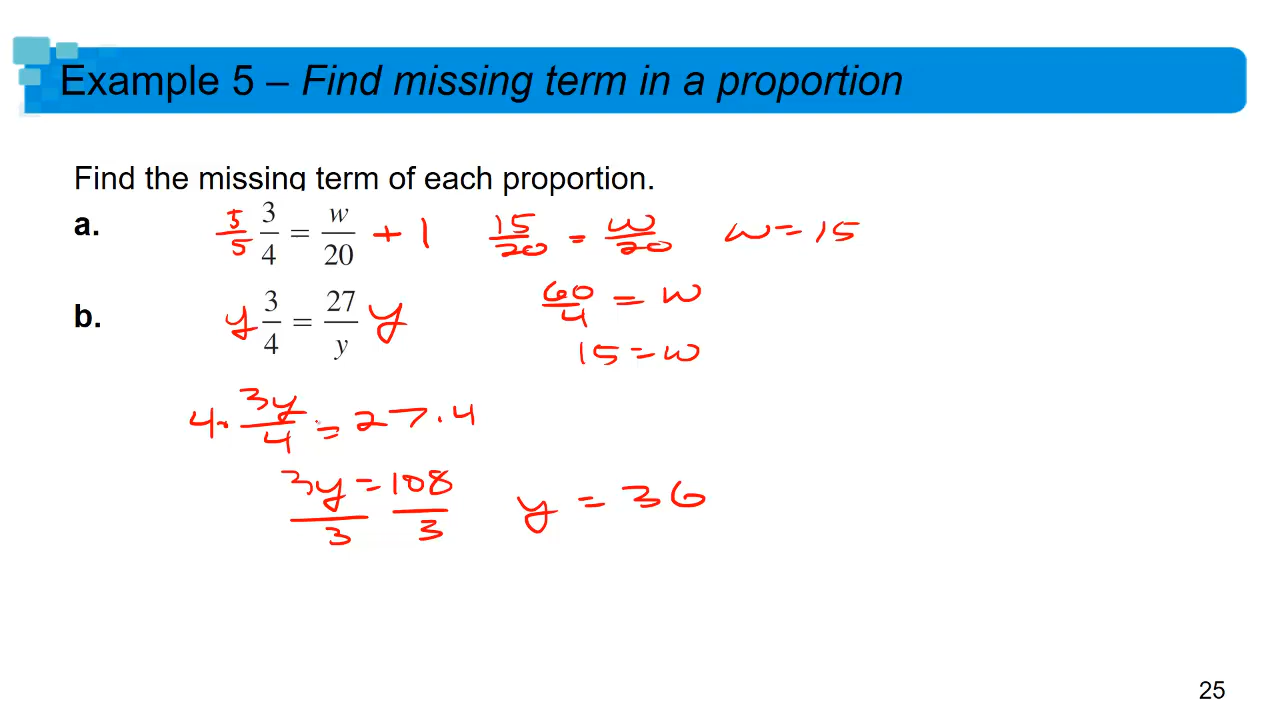 Example 5 – Find missing term in a proportion
Find the missing term of each proportion.
a. 5/5 3/4 = w/20 + 1 15/20 = w/20 w = 15
60/4 = w
b. y 3/4 = 27/y y
15 = w
4 · 3y/4 = 27 · 4
3y/3 = 108/3 y = 36
25